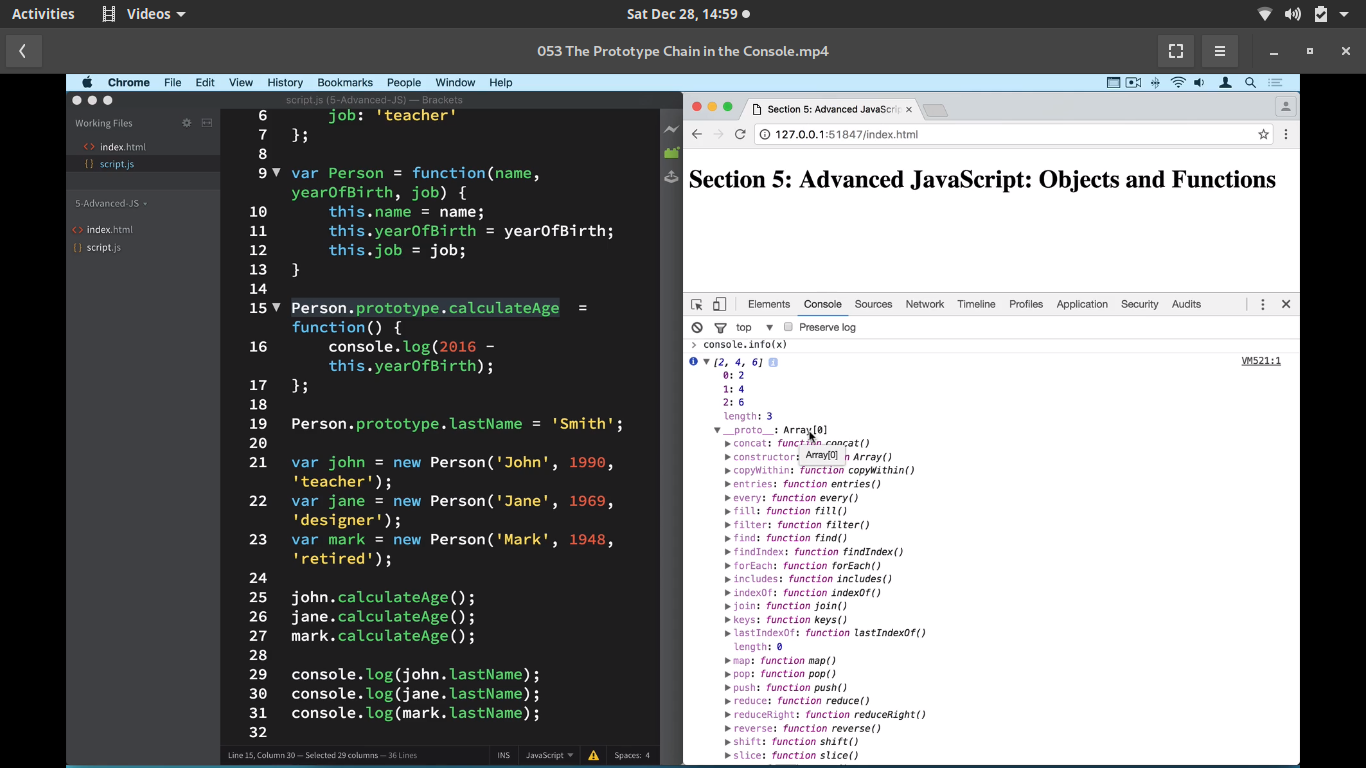 Activities Videos Sat Dec 28, 14:59
053 The Prototype Chain in the Console.mp4
Chrome File Edit View History Bookmarks People Window Help
script.js (5-Advanced-JS) — Brackets
Working Files
<> index.html
{} script.js
5-Advanced-JS
<> index.html
{} script.js
6 job: 'teacher'
7 };
8
9 var Person = function(name,
yearOfBirth, job) {
10 this.name = name;
11 this.yearOfBirth = yearOfBirth;
12 this.job = job;
13 }
14
15 Person.prototype.calculateAge =
function() {
16 console.log(2016 -
this.yearOfBirth);
17 };
18
19 Person.prototype.lastName = 'Smith';
20
21 var john = new Person('John', 1990,
'teacher');
22 var jane = new Person('Jane', 1969,
'designer');
23 var mark = new Person('Mark', 1948,
'retired');
24
25 john.calculateAge();
26 jane.calculateAge();
27 mark.calculateAge();
28
29 console.log(john.lastName);
30 console.log(jane.lastName);
31 console.log(mark.lastName);
32
Line 15, Column 30 — Selected 29 columns — 36 Lines INS JavaScript Spaces: 4
Section 5: Advanced JavaScri
127.0.0.1:51847/index.html
Section 5: Advanced JavaScript: Objects and Functions
Elements Console Sources Network Timeline Profiles Application Security Audits
top Preserve log
> console.info(x)
[2, 4, 6] VM521:1
0: 2
1: 4
2: 6
length: 3
__proto__: Array[0]
concat: function concat()
constructor: Array()
Array[0]
copyWithin: function copyWithin()
entries: function entries()
every: function every()
fill: function fill()
filter: function filter()
find: function find()
findIndex: function findIndex()
forEach: function forEach()
includes: function includes()
indexOf: function indexOf()
join: function join()
keys: function keys()
lastIndexOf: function lastIndexOf()
length: 0
map: function map()
pop: function pop()
push: function push()
reduce: function reduce()
reduceRight: function reduceRight()
reverse: function reverse()
shift: function shift()
slice: function slice()